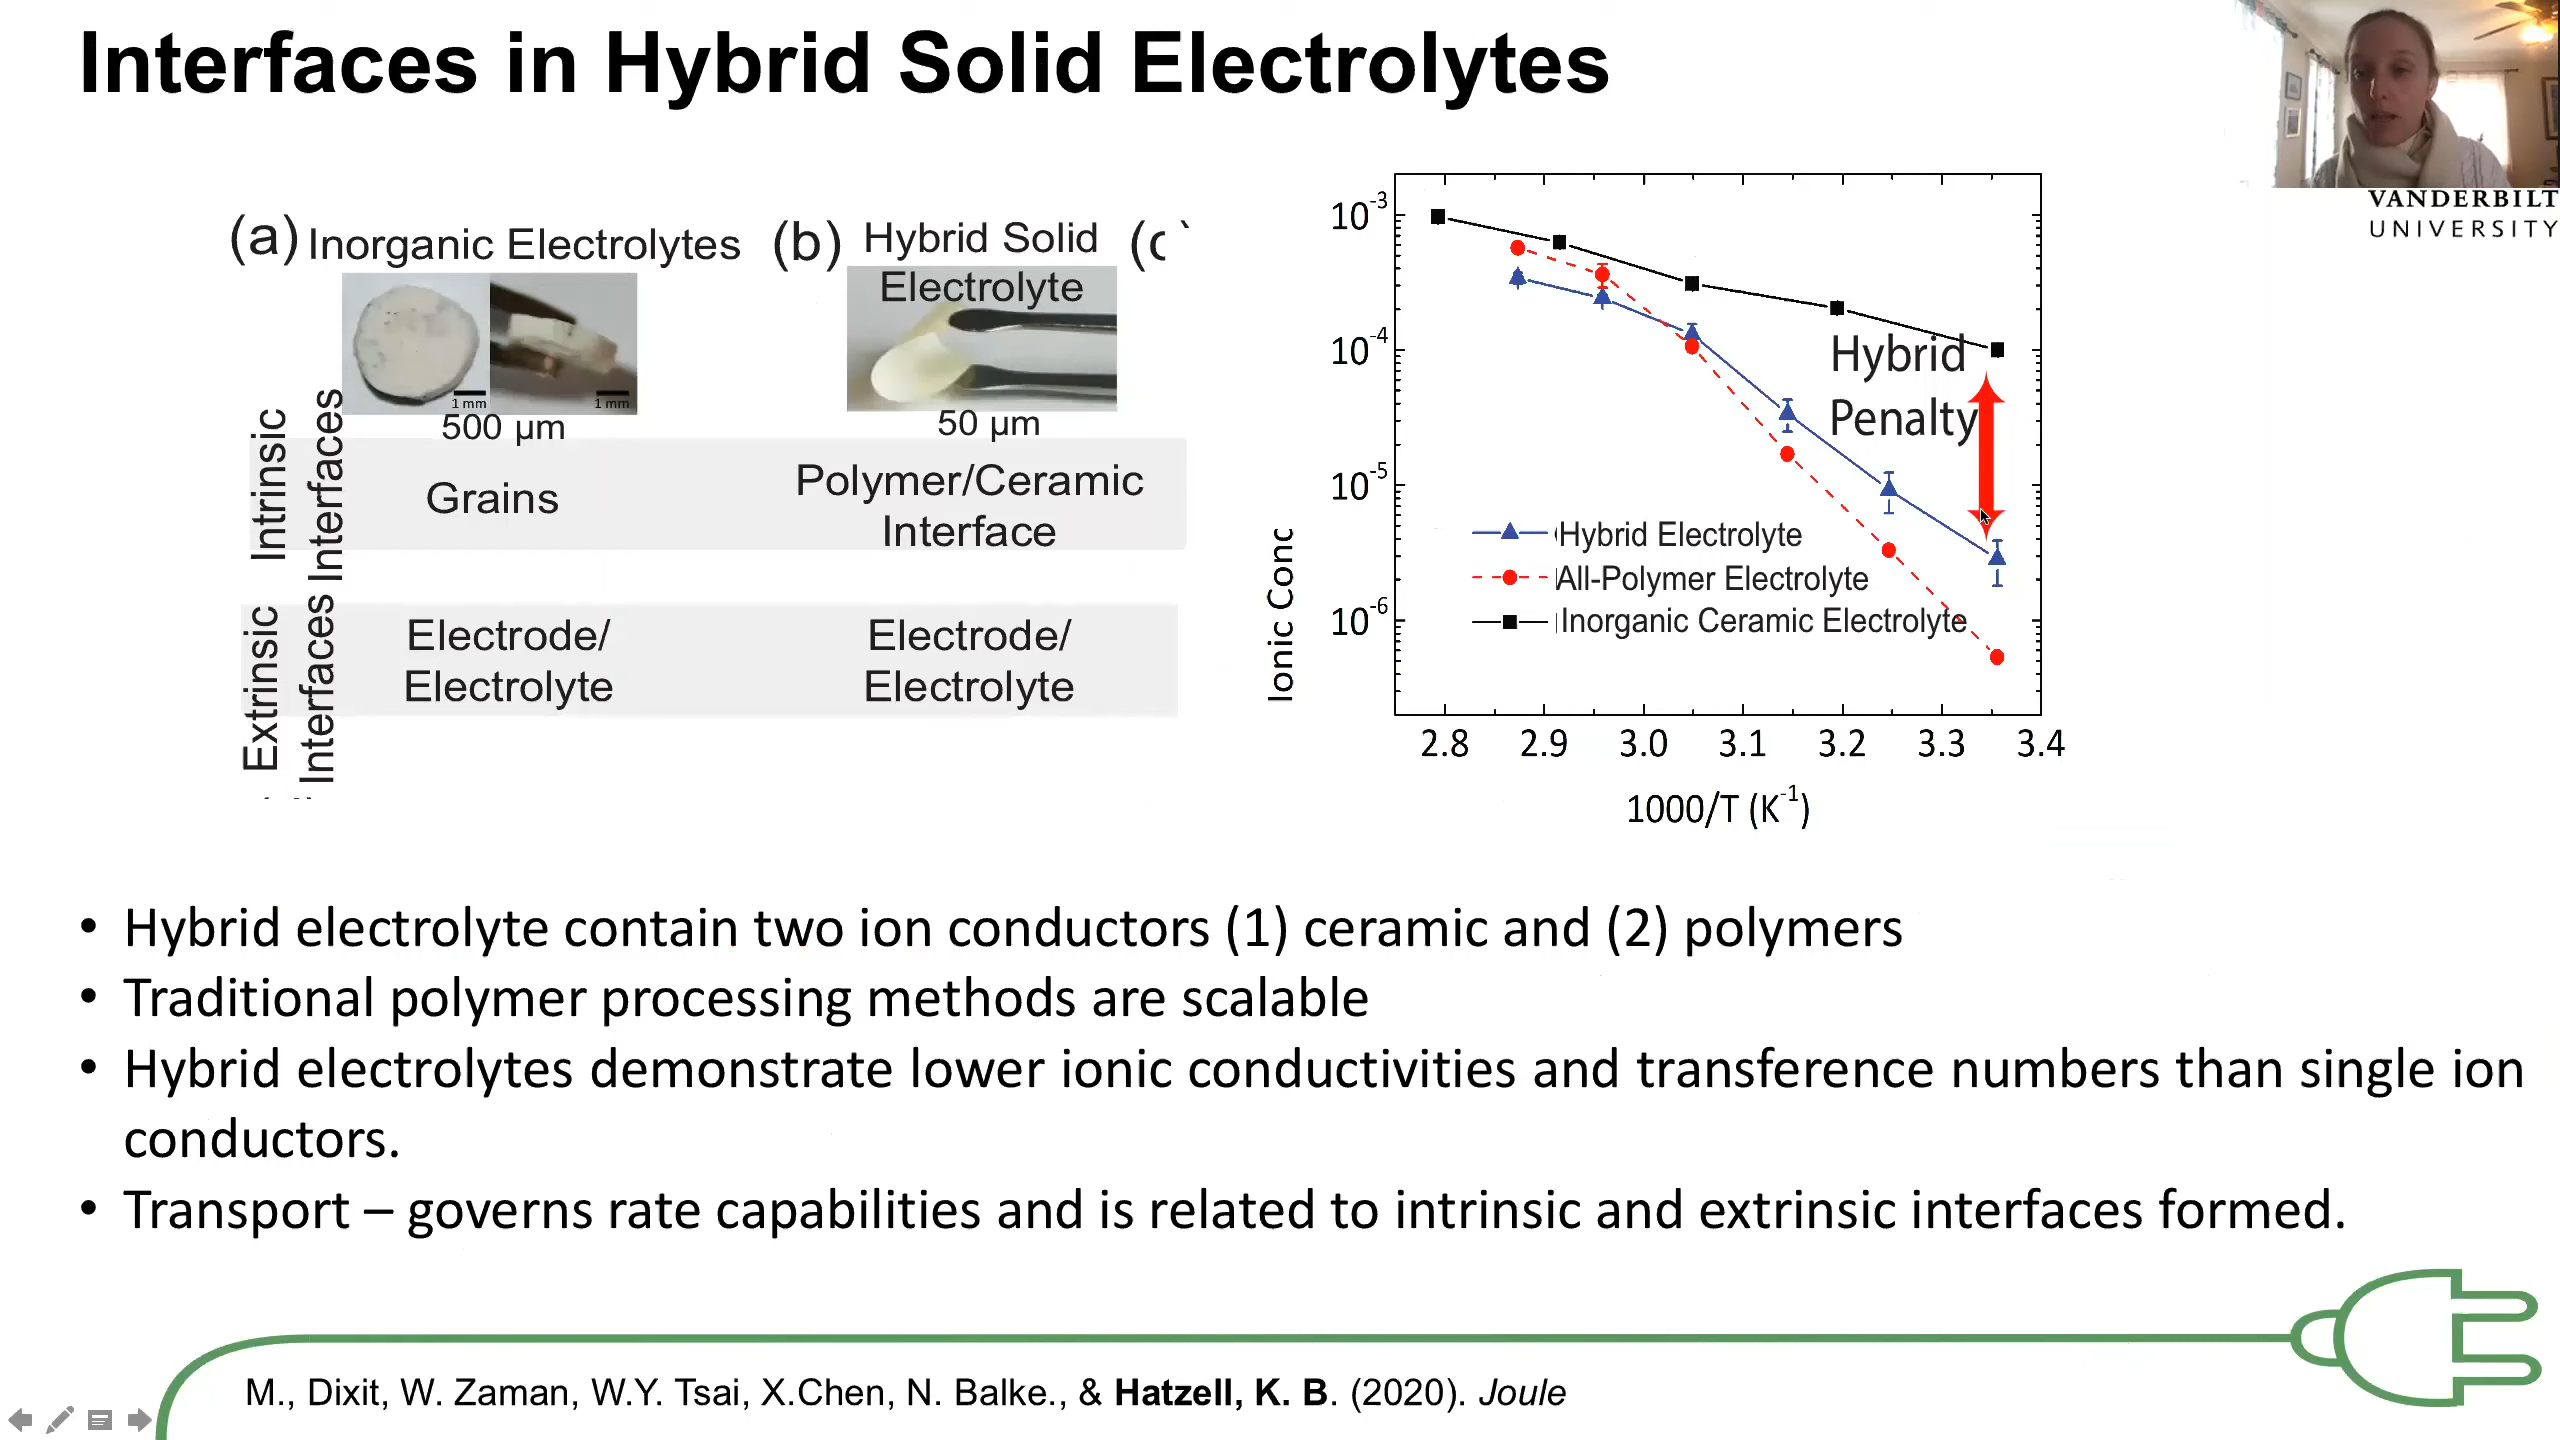 Interfaces in Hybrid Solid Electrolytes
VANDERBILT
UNIVERSITY
(a) Inorganic Electrolytes
(b) Hybrid Solid
Electrolyte
1 mm
1 mm
500 μm
50 μm
Intrinsic
Interfaces
Grains
Polymer/Ceramic
Interface
Extrinsic
Interfaces
Electrode/
Electrolyte
Electrode/
Electrolyte
10-3
10-4
10-5
10-6
Ionic Conc
Hybrid
Penalty
Hybrid Electrolyte
All-Polymer Electrolyte
Inorganic Ceramic Electrolyte
2.8 2.9 3.0 3.1 3.2 3.3 3.4
1000/T (K-1)
• Hybrid electrolyte contain two ion conductors (1) ceramic and (2) polymers
• Traditional polymer processing methods are scalable
• Hybrid electrolytes demonstrate lower ionic conductivities and transference numbers than single ion
conductors.
• Transport – governs rate capabilities and is related to intrinsic and extrinsic interfaces formed.
M., Dixit, W. Zaman, W.Y. Tsai, X.Chen, N. Balke., & Hatzell, K. B. (2020). Joule